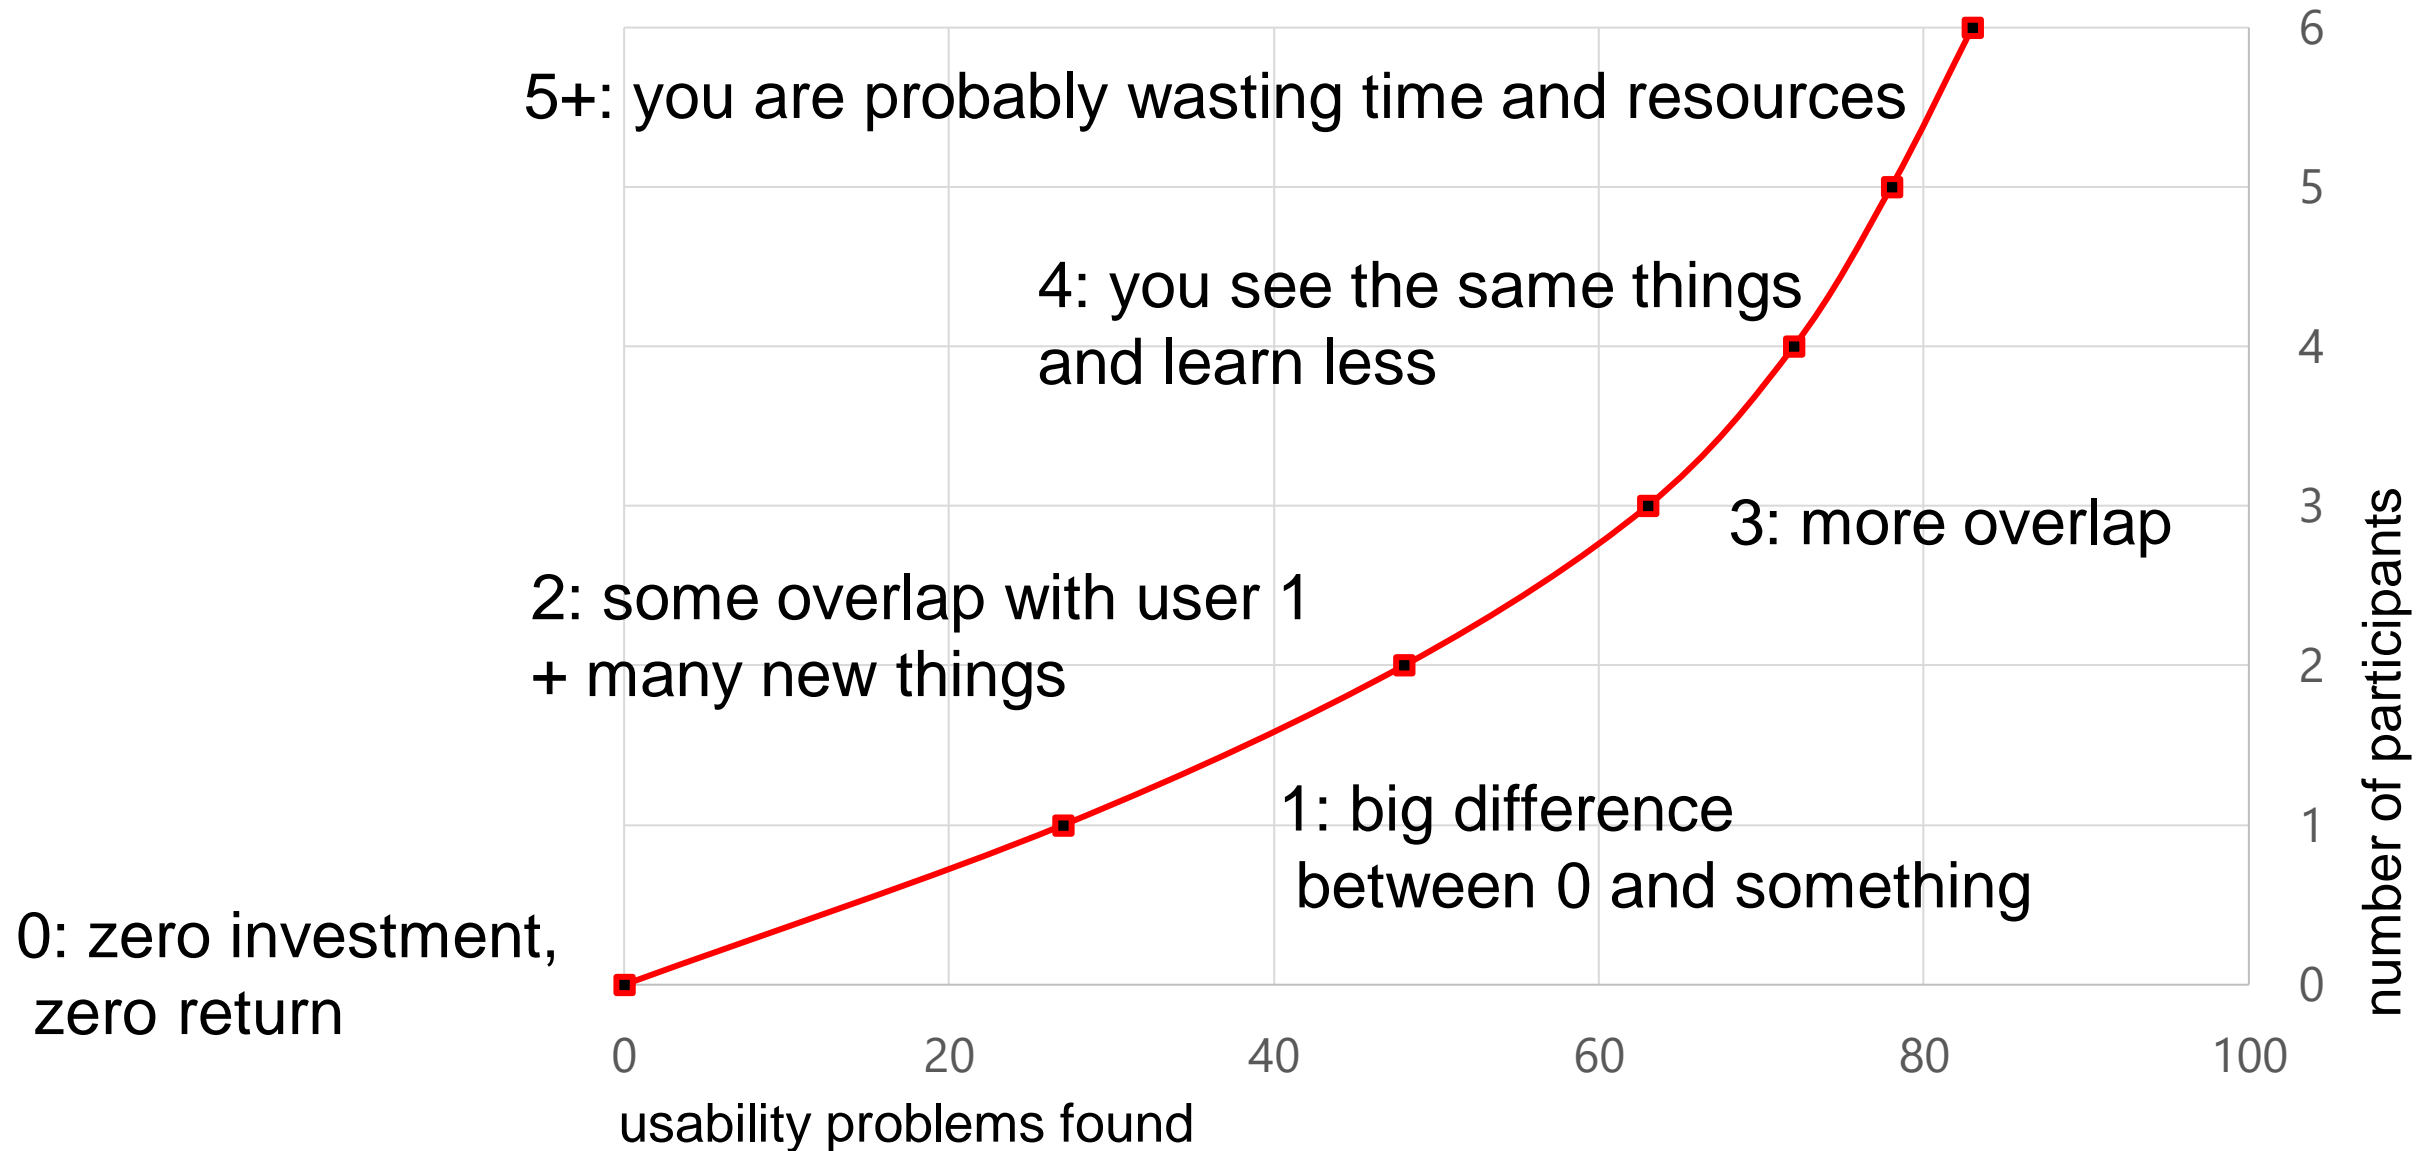 6
5+: you are probably wasting time and resources
5
4: you see the same things
and learn less
4
3
3: more overlap
2: some overlap with user 1
+ many new things
2
1: big difference
between 0 and something
1
0: zero investment,
zero return
0
number of participants
0 20 40 60 80 100
usability problems found